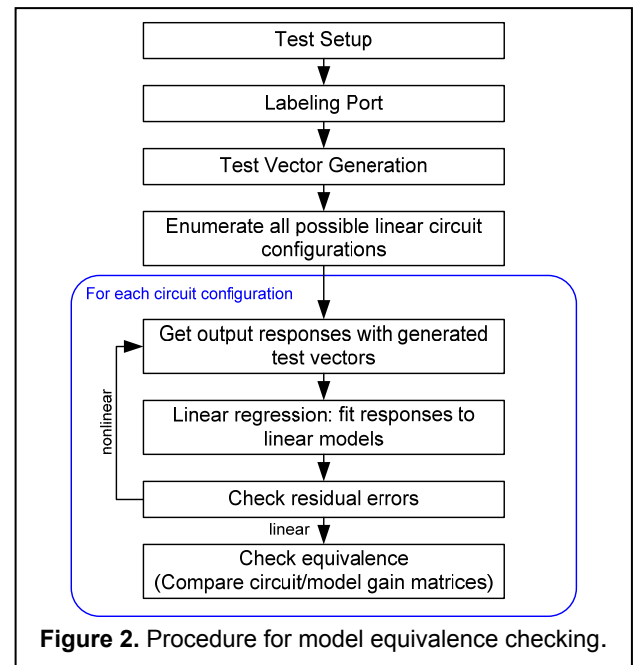 Test Setup
Labeling Port
Test Vector Generation
Enumerate all possible linear circuit
configurations
For each circuit configuration
Get output responses with generated
test vectors
nonlinear
Linear regression: fit responses to
linear models
Check residual errors
linear
Check equivalence
(Compare circuit/model gain matrices)
Figure 2. Procedure for model equivalence checking.